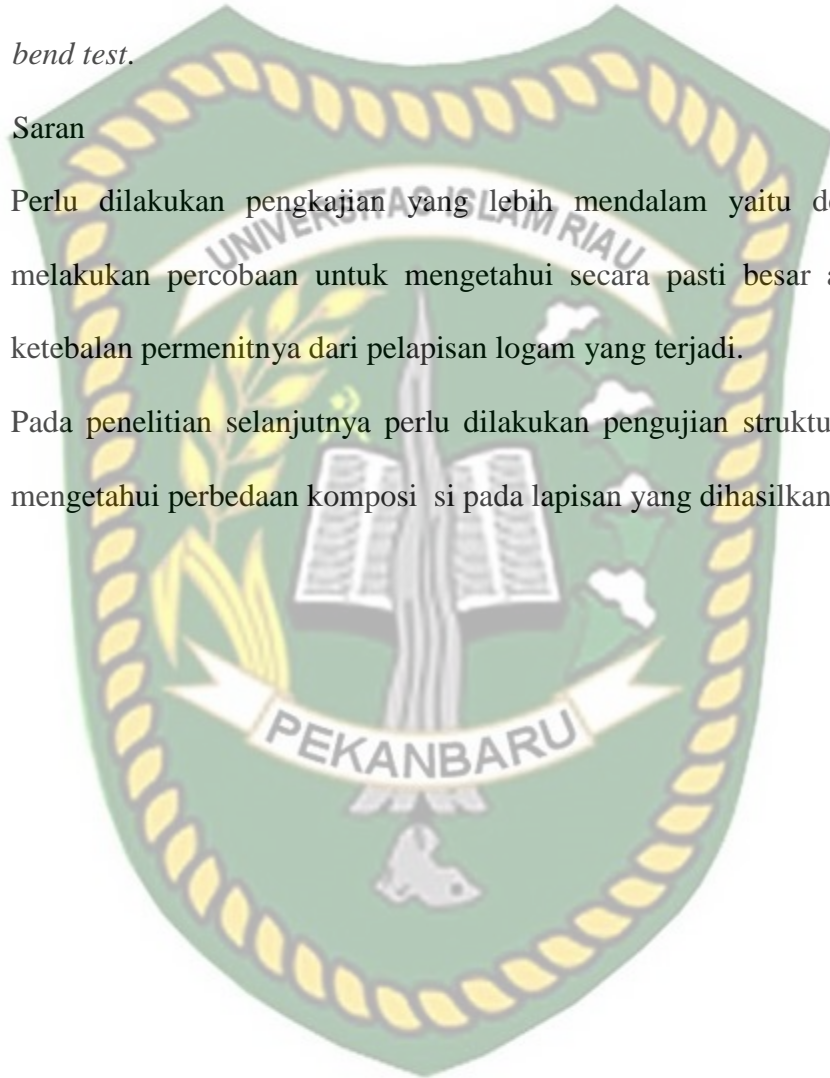 bend test.
Saran
Perlu dilakukan pengkajian yang lebih mendalam yaitu de
melakukan percobaan untuk mengetahui secara pasti besar a
UNIVERSITAS ISLAM RIAU
ketebalan permenitnya dari pelapisan logam yang terjadi.
Pada penelitian selanjutnya perlu dilakukan pengujian struktu
mengetahui perbedaan komposi si pada lapisan yang dihasilkan
PEKANBARU